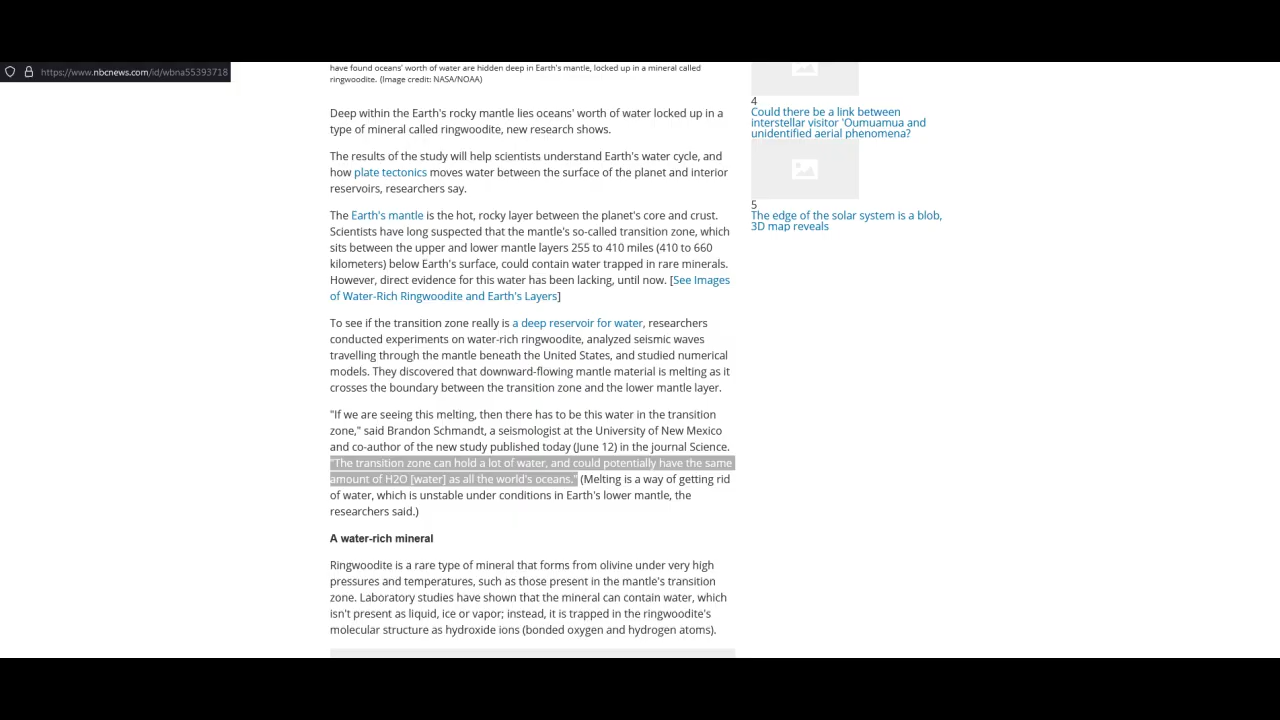 https://www.nbcnews.com/id/wbna55393718
have found oceans' worth of water are hidden deep in Earth's mantle, locked up in a mineral called
ringwoodite. (Image credit: NASA/NOAA)
Deep within the Earth's rocky mantle lies oceans' worth of water locked up in a
type of mineral called ringwoodite, new research shows.
The results of the study will help scientists understand Earth's water cycle, and
how plate tectonics moves water between the surface of the planet and interior
reservoirs, researchers say.
The Earth's mantle is the hot, rocky layer between the planet's core and crust.
Scientists have long suspected that the mantle's so-called transition zone, which
sits between the upper and lower mantle layers 255 to 410 miles (410 to 660
kilometers) below Earth's surface, could contain water trapped in rare minerals.
However, direct evidence for this water has been lacking, until now. [See Images
of Water-Rich Ringwoodite and Earth's Layers]
To see if the transition zone really is a deep reservoir for water, researchers
conducted experiments on water-rich ringwoodite, analyzed seismic waves
travelling through the mantle beneath the United States, and studied numerical
models. They discovered that downward-flowing mantle material is melting as it
crosses the boundary between the transition zone and the lower mantle layer.
"If we are seeing this melting, then there has to be this water in the transition
zone," said Brandon Schmandt, a seismologist at the University of New Mexico
and co-author of the new study published today (June 12) in the journal Science.
"The transition zone can hold a lot of water, and could potentially have the same
amount of H2O [water] as all the world's oceans." (Melting is a way of getting rid
of water, which is unstable under conditions in Earth's lower mantle, the
researchers said.)
A water-rich mineral
Ringwoodite is a rare type of mineral that forms from olivine under very high
pressures and temperatures, such as those present in the mantle's transition
zone. Laboratory studies have shown that the mineral can contain water, which
isn't present as liquid, ice or vapor; instead, it is trapped in the ringwoodite's
molecular structure as hydroxide ions (bonded oxygen and hydrogen atoms).
4
Could there be a link between
interstellar visitor 'Oumuamua and
unidentified aerial phenomena?
5
The edge of the solar system is a blob,
3D map reveals